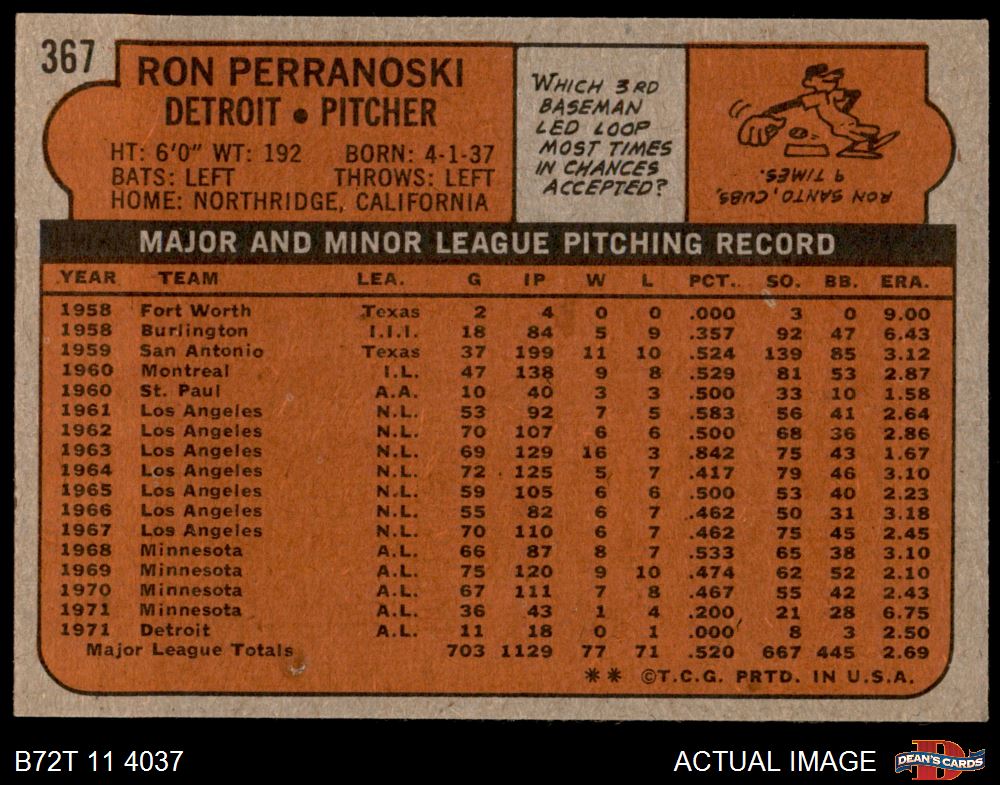 367
RON PERRANOSKI
DETROIT • PITCHER
HT: 6'0" WT: 192 BORN: 4-1-37
BATS: LEFT THROWS: LEFT
HOME: NORTHRIDGE, CALIFORNIA
WHICH 3RD
BASEMAN
LED LOOP
MOST TIMES
IN CHANCES
ACCEPTED?
RON SANTO, CUBS,
9 TIMES.
MAJOR AND MINOR LEAGUE PITCHING RECORD
YEAR TEAM LEA. G IP W L PCT. SO. BB. ERA.
1958 Fort Worth Texas 2 4 0 0 .000 3 0 9.00
1958 Burlington I.I.I. 18 84 5 9 .357 92 47 6.43
1959 San Antonio Texas 37 199 11 10 .524 139 85 3.12
1960 Montreal I.L. 47 138 9 8 .529 81 53 2.87
1960 St. Paul A.A. 10 40 3 3 .500 33 10 1.58
1961 Los Angeles N.L. 53 92 7 5 .583 56 41 2.64
1962 Los Angeles N.L. 70 107 6 6 .500 68 36 2.86
1963 Los Angeles N.L. 69 129 16 3 .842 75 43 1.67
1964 Los Angeles N.L. 72 125 5 7 .417 79 46 3.10
1965 Los Angeles N.L. 59 105 6 6 .500 53 40 2.23
1966 Los Angeles N.L. 55 82 6 7 .462 50 31 3.18
1967 Los Angeles N.L. 70 110 6 7 .462 75 45 2.45
1968 Minnesota A.L. 66 87 8 7 .533 65 38 3.10
1969 Minnesota A.L. 75 120 9 10 .474 62 52 2.10
1970 Minnesota A.L. 67 111 7 8 .467 55 42 2.43
1971 Minnesota A.L. 36 43 1 4 .200 21 28 6.75
1971 Detroit A.L. 11 18 0 1 .000 8 3 2.50
Major League Totals 703 1129 77 71 .520 667 445 2.69
** ©T.C.G. PRTD. IN U.S.A.
B72T 11 4037
ACTUAL IMAGE
D
DEAN'S CARDS